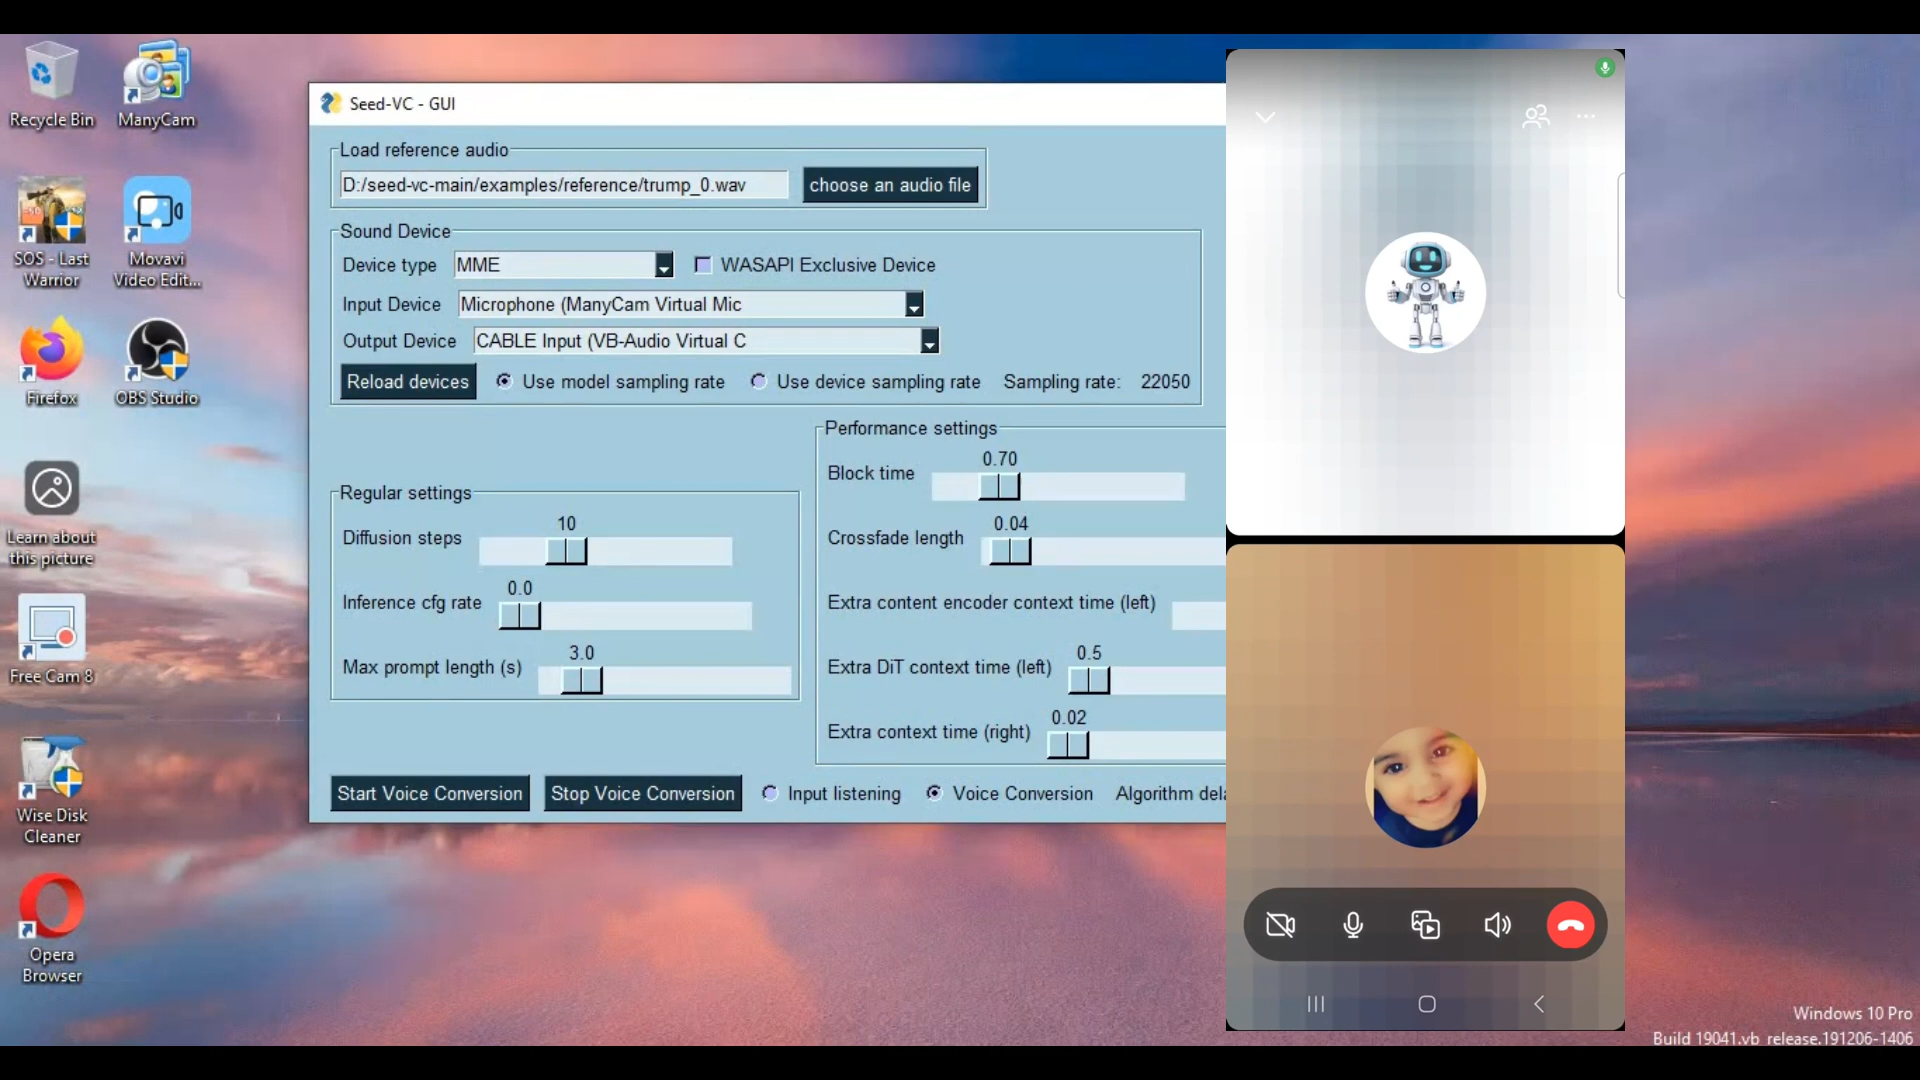 Recycle Bin
ManyCam
SOS - Last
Warrior
Movavi
Video Edit...
Firefox
OBS Studio
Learn about
this picture
Free Cam 8
Wise Disk
Cleaner
Opera
Browser
Seed-VC - GUI
Load reference audio
D:/seed-vc-main/examples/reference/trump_0.wav
choose an audio file
Sound Device
Device type MME WASAPI Exclusive Device
Input Device Microphone (ManyCam Virtual Mic
Output Device CABLE Input (VB-Audio Virtual C
Reload devices Use model sampling rate Use device sampling rate Sampling rate: 22050
Regular settings
10
Diffusion steps
0.0
Inference cfg rate
3.0
Max prompt length (s)
Performance settings
0.70
Block time
0.04
Crossfade length
Extra content encoder context time (left)
0.5
Extra DiT context time (left)
0.02
Extra context time (right)
Start Voice Conversion Stop Voice Conversion Input listening Voice Conversion Algorithm dela
Windows 10 Pro
Build 19041.vb_release.191206-1406